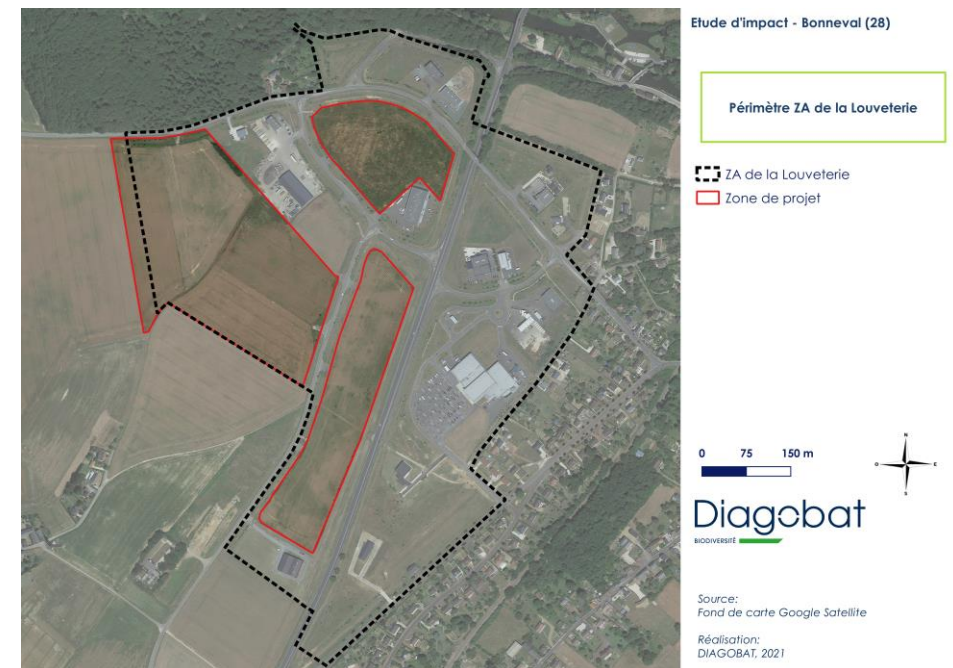 Etude d'impact - Bonneval (28)
Périmètre ZA de la Louveterie
ZA de la Louveterie
Zone de projet
0 75 150 m
N
O E
S
Diagobat
BIODIVERSITÉ
Source:
Fond de carte Google Satellite
Réalisation:
DIAGOBAT, 2021